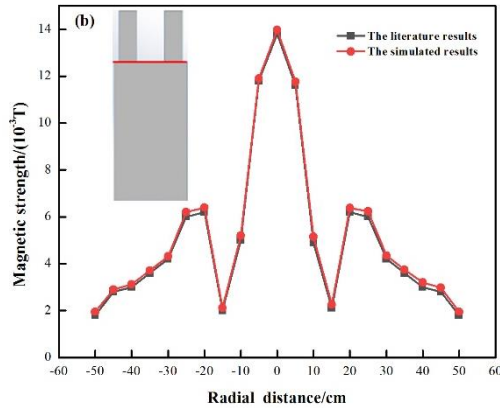 (b)
The literature results
The simulated results
Magnetic strength/(10⁻³T)
14
12
10
8
6
4
2
0
-60 -50 -40 -30 -20 -10 0 10 20 30 40 50 60
Radial distance/cm